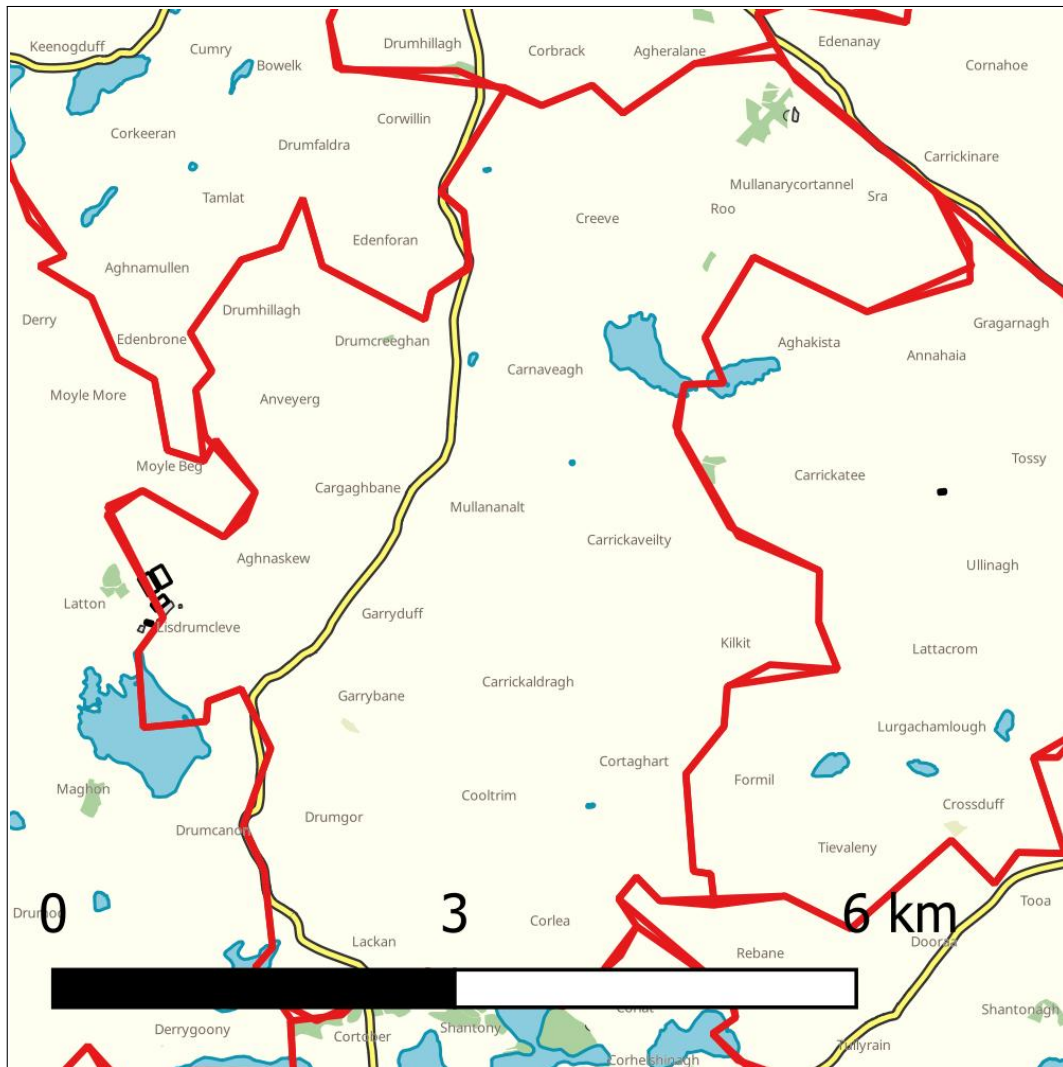 Keenogduff
Cumry
Bowelk
Drumhillagh
Corbrack
Agheralane
Edenanay
Cornahoe
Corkeeran
Corwillin
Drumfaldra
Carrickinare
Tamlat
Mullanarycortannel
Sra
Roo
Creeve
Edenforan
Aghnamullen
Derry
Drumhillagh
Edenbrone
Drumcreeghan
Gragarnagh
Aghakista
Annahaia
Carnaveagh
Moyle More
Anveyerg
Moyle Beg
Tossy
Carrickatee
Cargaghbane
Mullananalt
Carrickaveilty
Aghnaskew
Ullinagh
Latton
Garryduff
Lisdrumcleve
Kilkit
Lattacrom
Carrickaldragh
Garrybane
Lurgachamlough
Cortaghart
Formil
Maghon
Cooltrim
Crossduff
Drumgor
Drumcanon
Tievaleny
Tooa
0 3 6 km
Corlea
Lackan
Rebane
Shantonagh
Derrygoony
Cortober
Shantony
Tullyrain